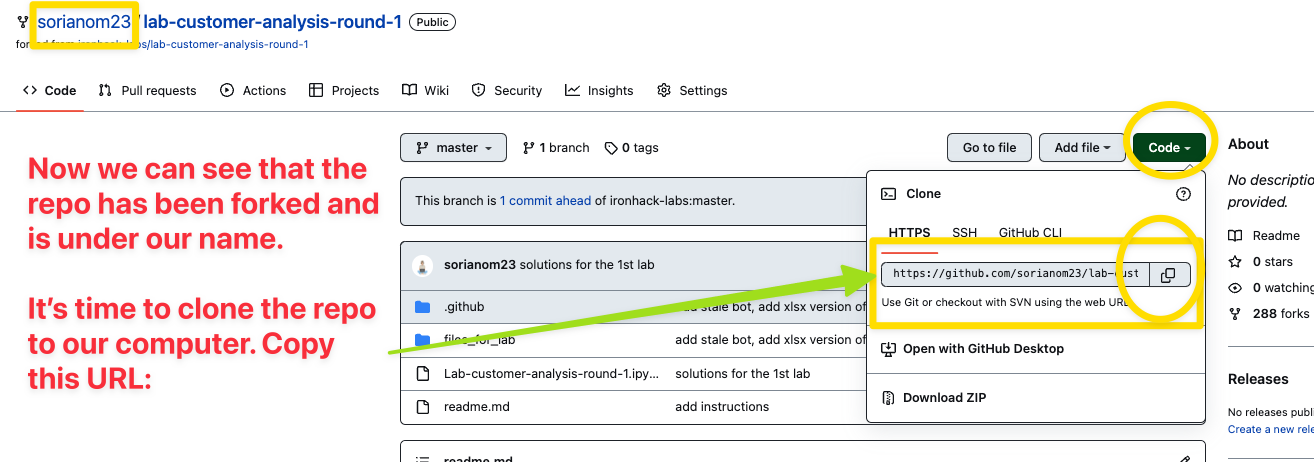 sorianom23/lab-customer-analysis-round-1 Public
forked from ironhack-labs/lab-customer-analysis-round-1
Code Pull requests Actions Projects Wiki Security Insights Settings
Now we can see that the
repo has been forked and
is under our name.
It's time to clone the repo
to our computer. Copy
this URL:
master 1 branch 0 tags Go to file Add file Code
This branch is 1 commit ahead of ironhack-labs:master.
sorianom23 solutions for the 1st lab
.github add stale bot, add xlsx version of
files_for_lab add stale bot, add xlsx version of
Lab-customer-analysis-round-1.ipy... solutions for the 1st lab
readme.md add instructions
readme.md
Clone
HTTPS SSH GitHub CLI
https://github.com/sorianom23/lab-cust
Use Git or checkout with SVN using the web URL.
Open with GitHub Desktop
Download ZIP
About
No descriptio
provided.
Readme
0 stars
0 watching
288 forks
Releases
No releases publ
Create a new rele